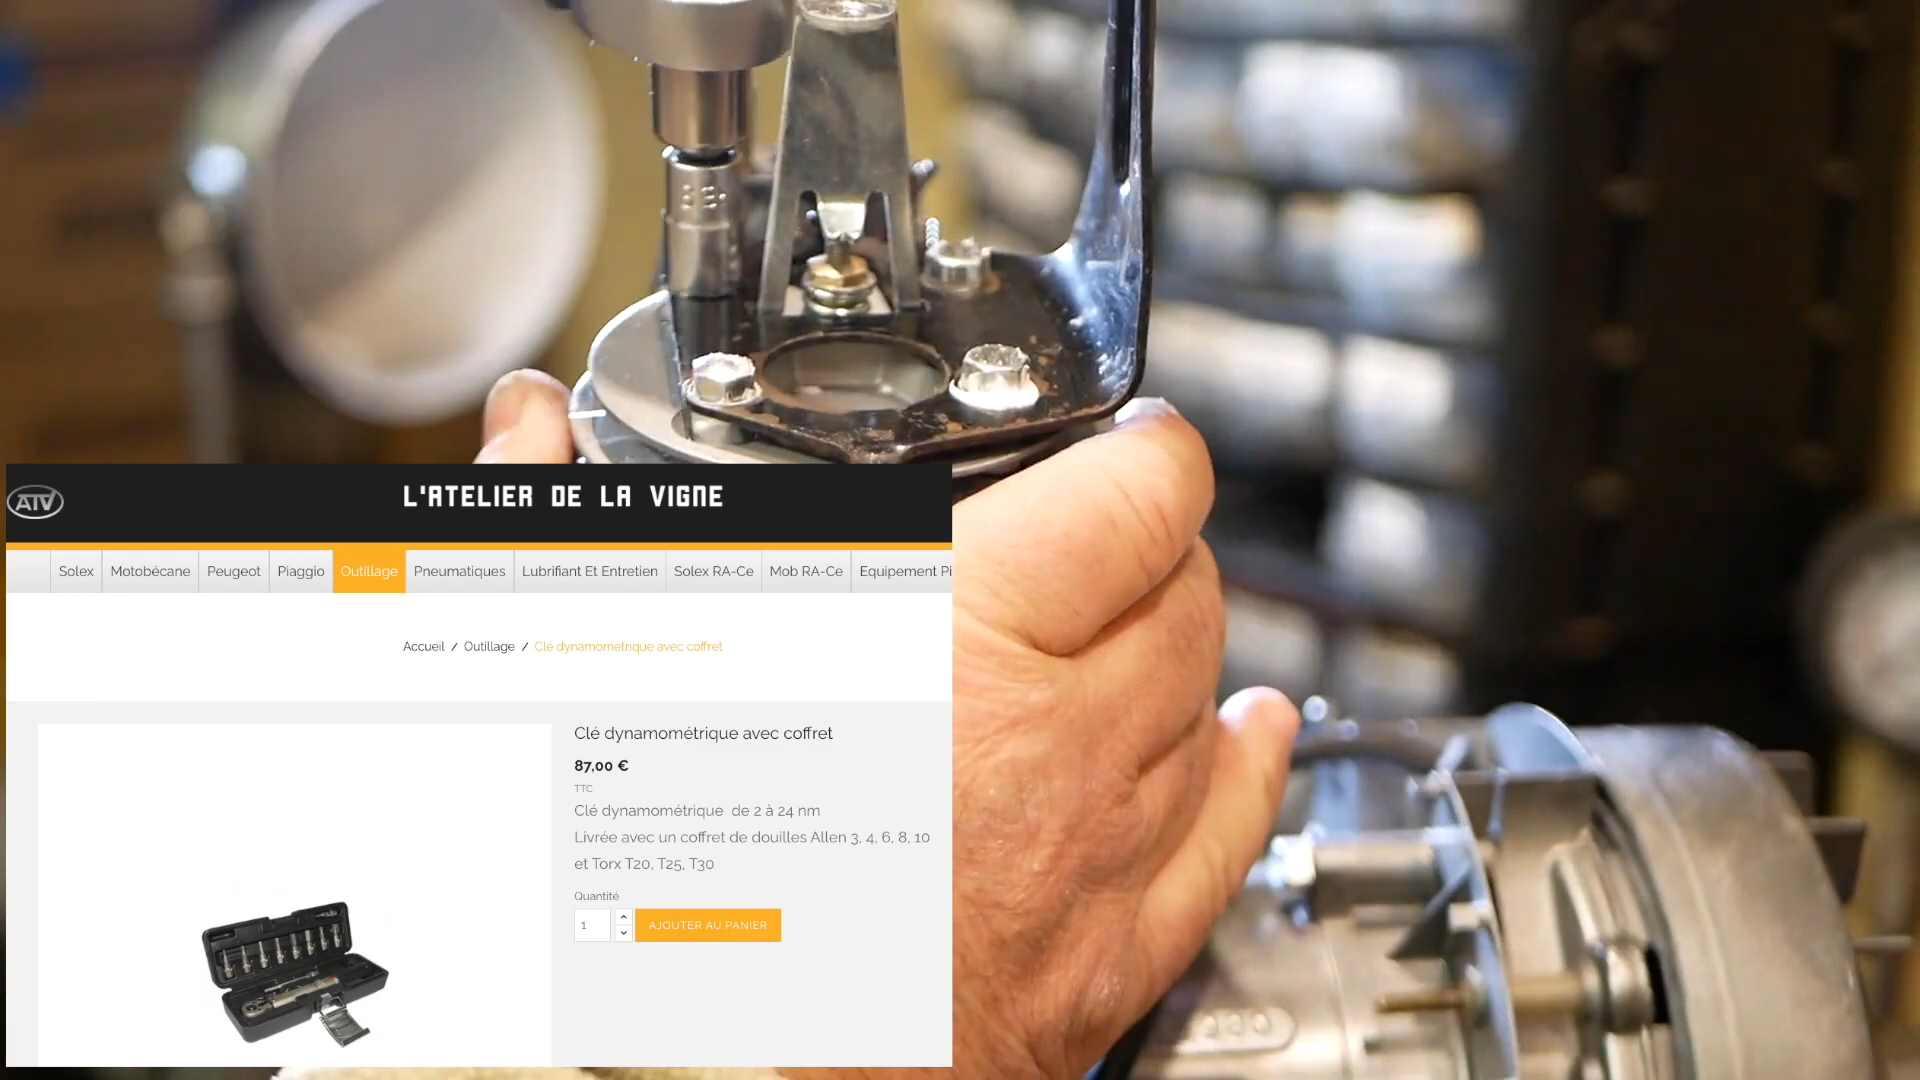 ATV
L'ATELIER DE LA VIGNE
Solex Motobécane Peugeot Piaggio Outillage Pneumatiques Lubrifiant Et Entretien Solex RA-Ce Mob RA-Ce Equipement Pi
Accueil / Outillage / Clé dynamométrique avec coffret
Clé dynamométrique avec coffret
87,00 €
TTC
Clé dynamométrique de 2 à 24 nm
Livrée avec un coffret de douilles Allen 3, 4, 6, 8, 10
et Torx T20, T25, T30
Quantité
1
AJOUTER AU PANIER